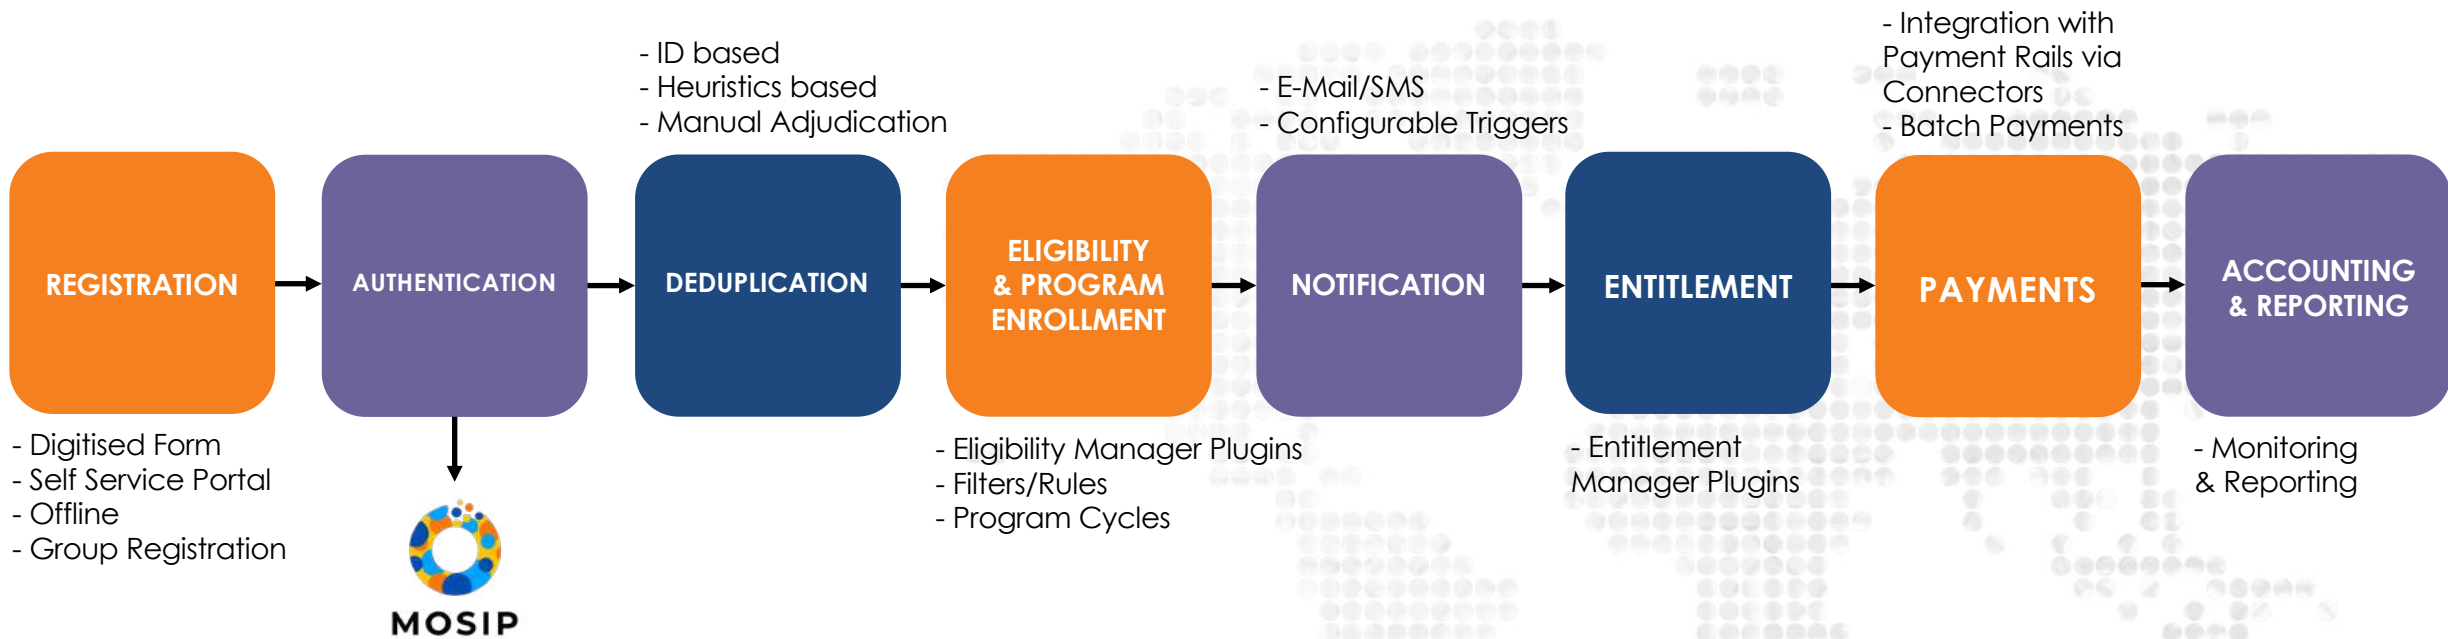 - ID based
- Heuristics based
- Manual Adjudication
- E-Mail/SMS
- Configurable Triggers
- Integration with
Payment Rails via
Connectors
- Batch Payments
REGISTRATION
AUTHENTICATION
DEDUPLICATION
ELIGIBILITY
& PROGRAM
ENROLLMENT
NOTIFICATION
ENTITLEMENT
PAYMENTS
ACCOUNTING
& REPORTING
- Digitised Form
- Self Service Portal
- Offline
- Group Registration
MOSIP
- Eligibility Manager Plugins
- Filters/Rules
- Program Cycles
- Entitlement
Manager Plugins
- Monitoring
& Reporting